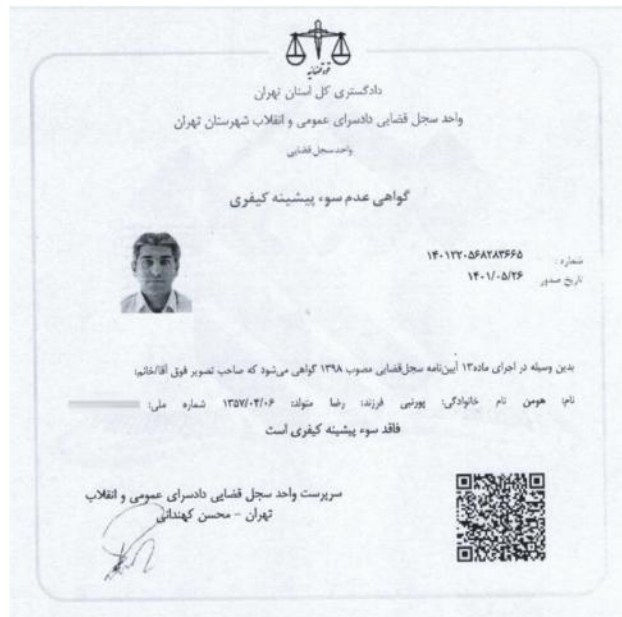 قوه قضائیه
دادگستری کل استان تهران
واحد سجل قضایی دادسرای عمومی و انقلاب شهرستان تهران
واحد سجل قضایی
گواهی عدم سوء پیشینه کیفری
شماره : ۱۴۰۱۲۲۰۵۶۸۲۸۳۶۶۵
تاریخ صدور ۱۴۰۱/۰۵/۲۶
بدین وسیله در اجرای ماده۱۳ آیین‌نامه سجل‌قضایی مصوب ۱۳۹۸ گواهی می‌شود که صاحب تصویر فوق آقا/خانم:
نام: هومن نام خانوادگی: پورنبی فرزند: رضا متولد: ۱۳۵۷/۰۴/۰۶ شماره ملی:
فاقد سوء پیشینه کیفری است
سرپرست واحد سجل قضایی دادسرای عمومی و انقلاب
تهران – محسن کهندانی